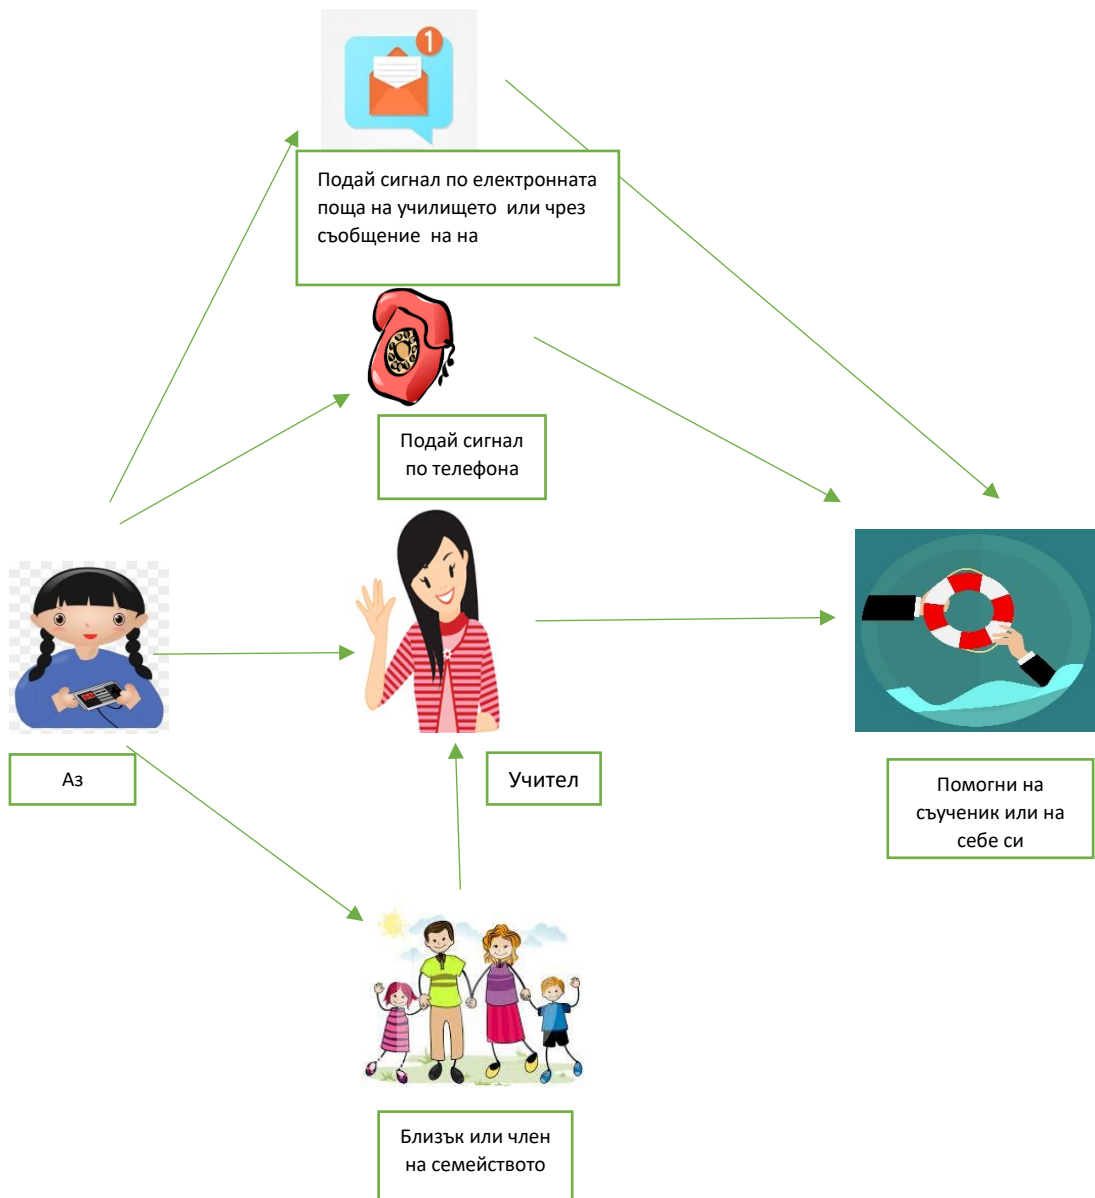 1
Подай сигнал по електронната
поща на училището или чрез
съобщение на на
Подай сигнал
по телефона
Аз
Учител
Помогни на
съученик или на
себе си
Близък или член
на семейството